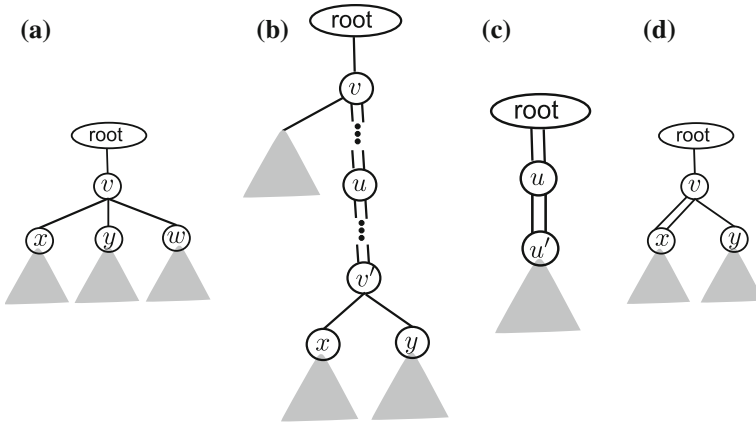 (a)
root
v
x y w
(b)
root
v
u
v′
x y
(c)
root
u
u′
(d)
root
v
x y